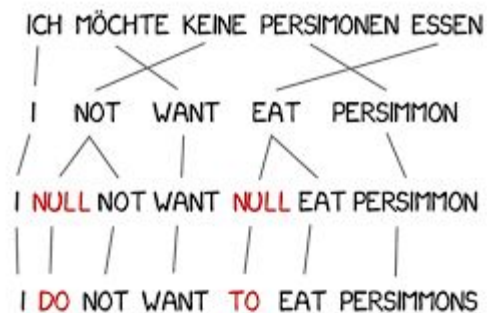 ICH MÖCHTE KEINE PERSIMONEN ESSEN
I NOT WANT EAT PERSIMMON
I NULL NOT WANT NULL EAT PERSIMMON
I DO NOT WANT TO EAT PERSIMMONS